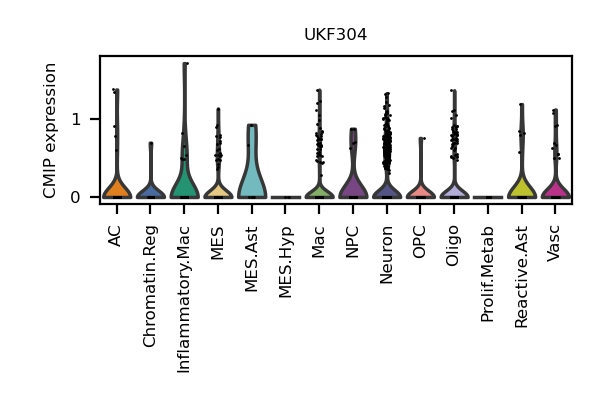 UKF304
CMIP expression
1
0
AC
Chromatin.Reg
Inflammatory.Mac
MES
MES.Ast
MES.Hyp
Mac
NPC
Neuron
OPC
Oligo
Prolif.Metab
Reactive.Ast
Vasc